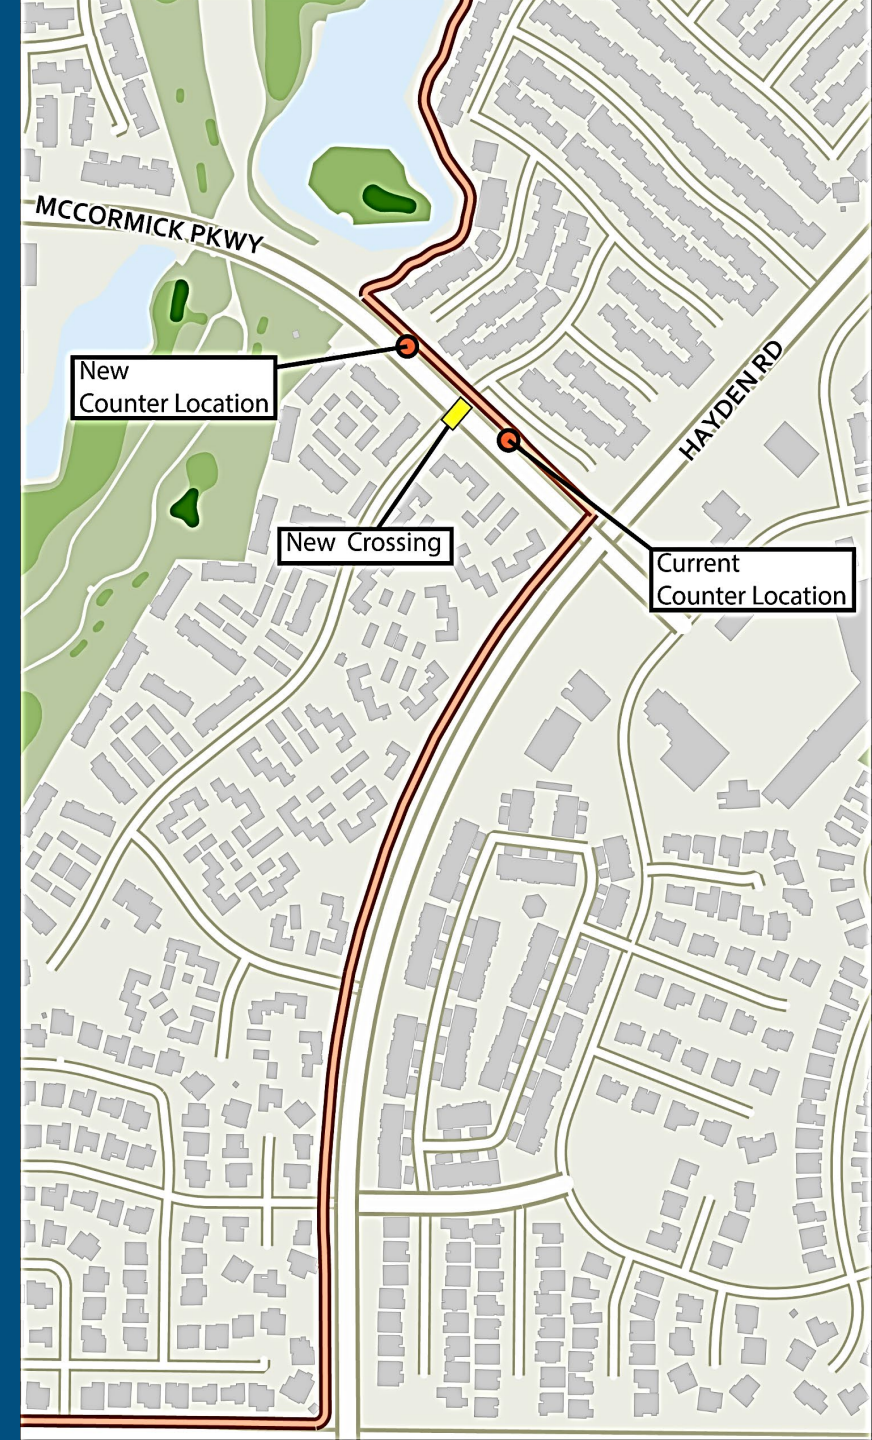 MCCORMICK PKWY
HAYDEN RD
New
Counter Location
New Crossing
Current
Counter Location